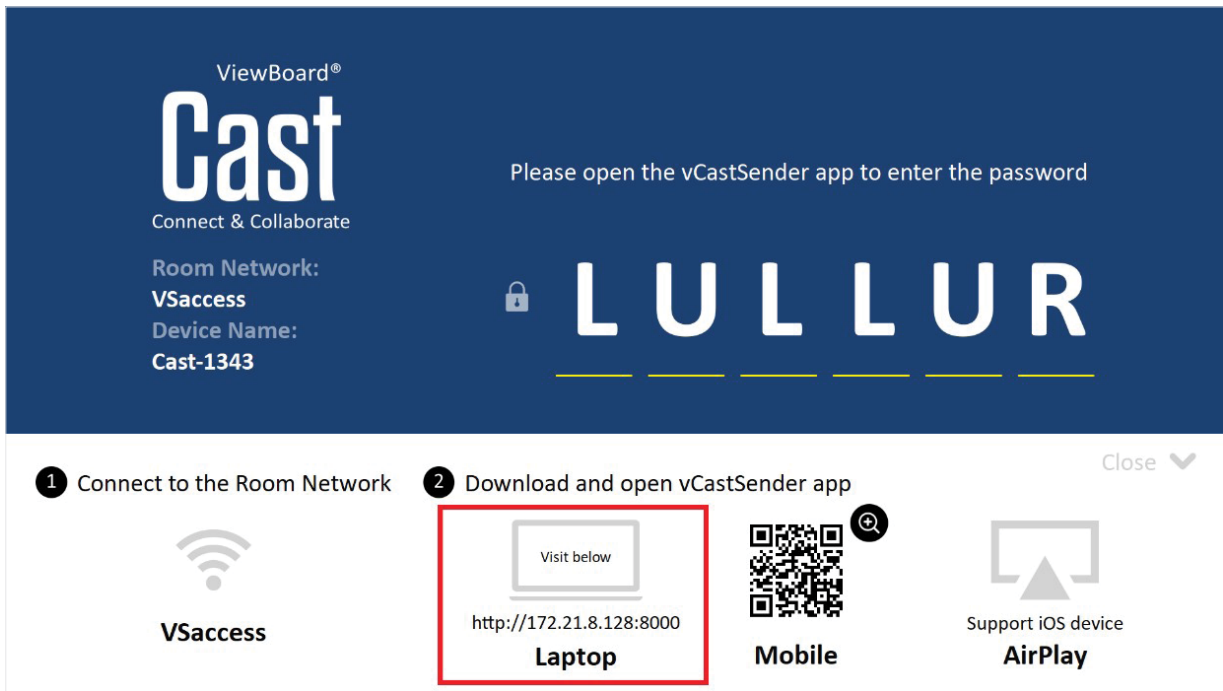 ViewBoard®
Cast
Connect & Collaborate
Room Network:
VSaccess
Device Name:
Cast-1343
Please open the vCastSender app to enter the password
LULLUR
Close
1 Connect to the Room Network
VSaccess
2 Download and open vCastSender app
Visit below
http://172.21.8.128:8000
Laptop
Mobile
Support iOS device
AirPlay